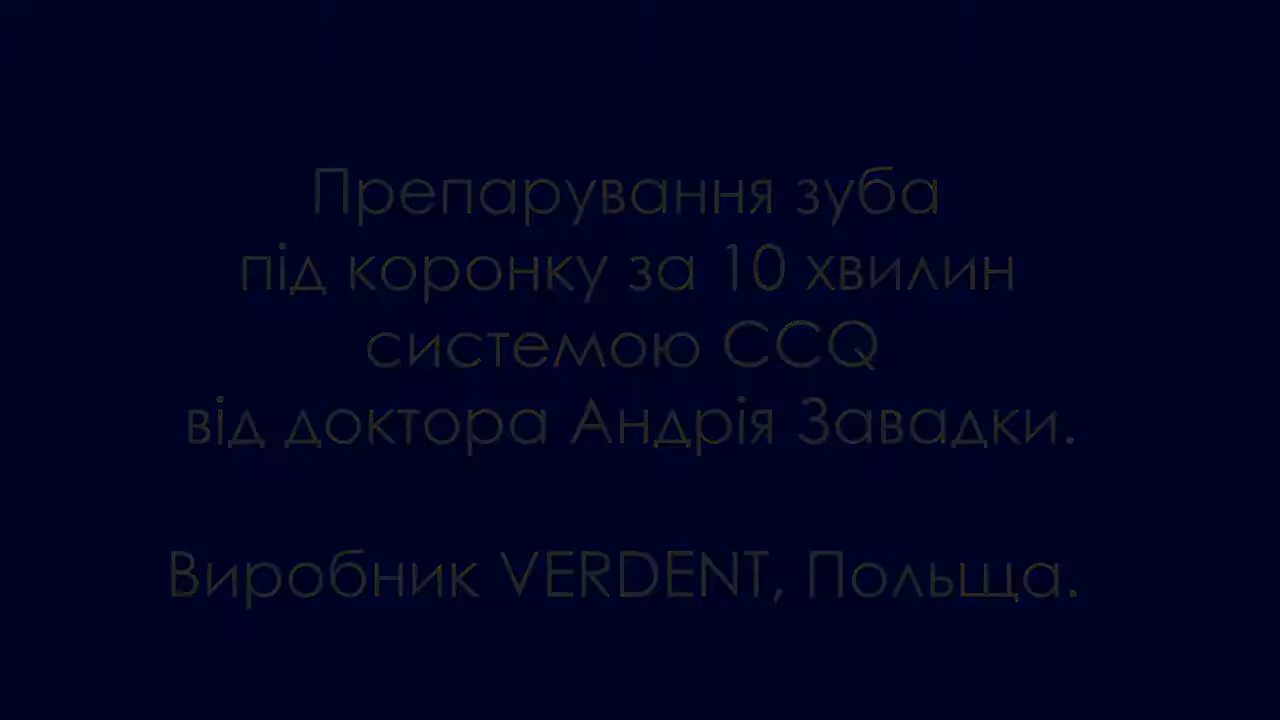 Препарування зуба
під коронку за 10 хвилин
системою CCQ
від доктора Андрія Завадки.
Виробник VERDENT, Польща.